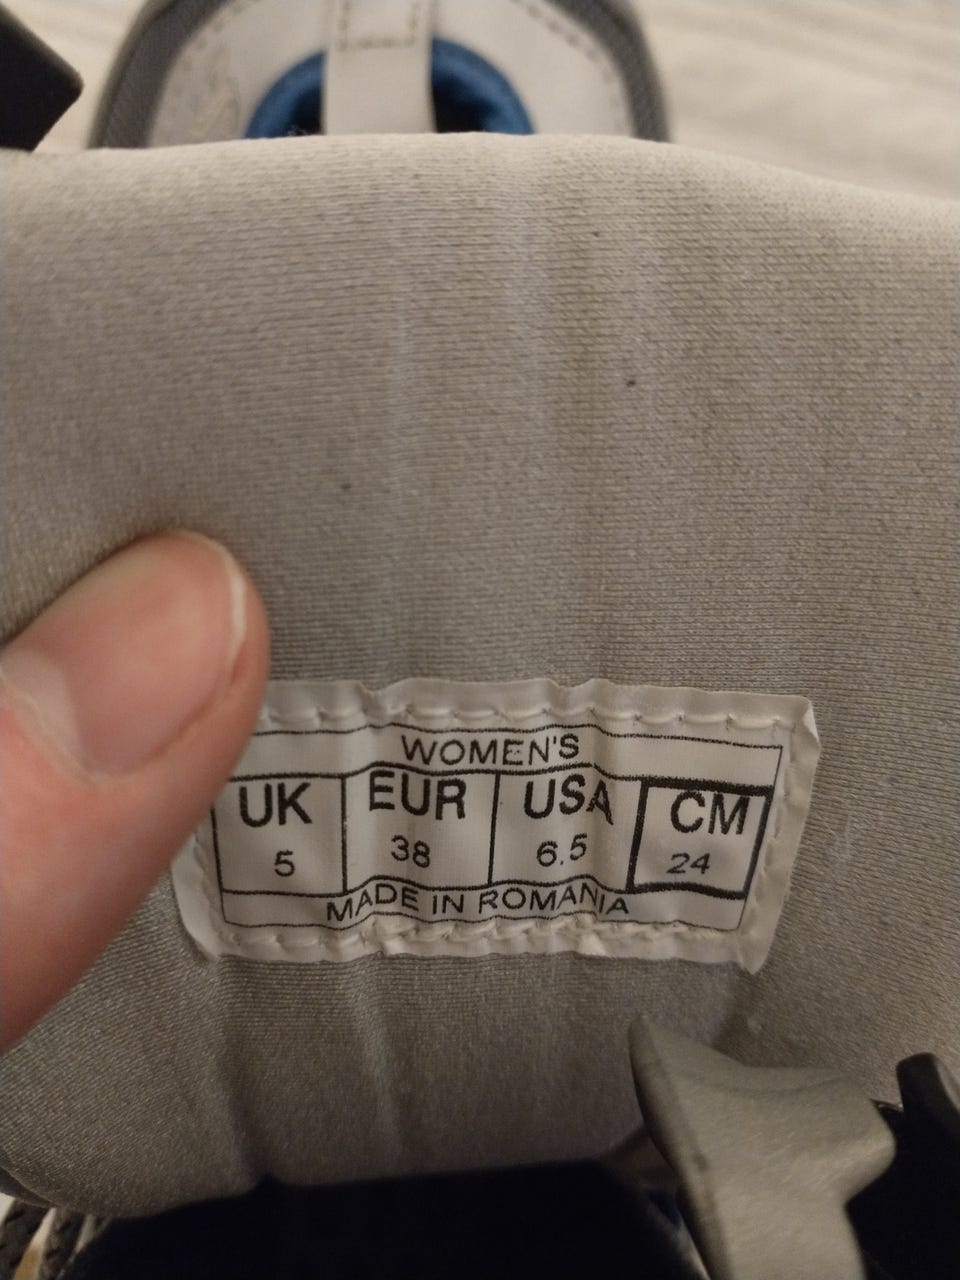 WOMEN'S
UK EUR USA CM
5 38 6.5 24
MADE IN ROMANIA